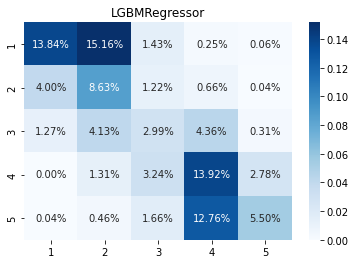 LGBMRegressor
1 13.84% 15.16% 1.43% 0.25% 0.06%
2 4.00% 8.63% 1.22% 0.66% 0.04%
3 1.27% 4.13% 2.99% 4.36% 0.31%
4 0.00% 1.31% 3.24% 13.92% 2.78%
5 0.04% 0.46% 1.66% 12.76% 5.50%
1 2 3 4 5
0.14
0.12
0.10
0.08
0.06
0.04
0.02
0.00